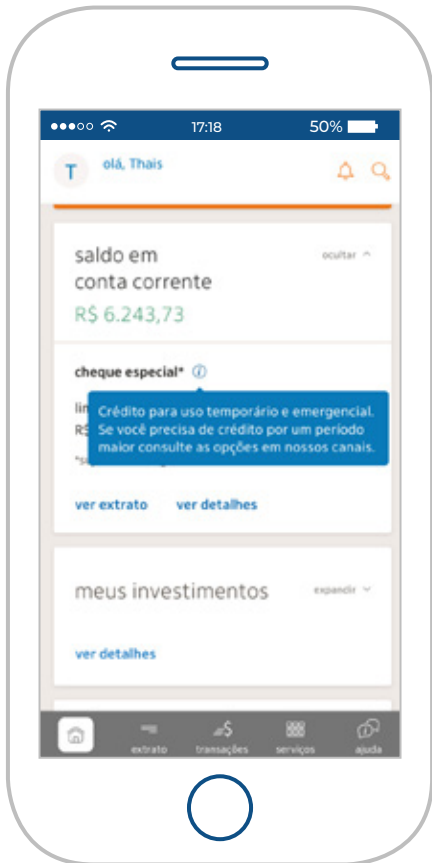 17:18
50%
T
olá, Thais
saldo em
conta corrente
ocultar
R$ 6.243,73
cheque especial*
Crédito para uso temporário e emergencial.
Se você precisa de crédito por um período
maior consulte as opções em nossos canais.
ver extrato ver detalhes
meus investimentos
expandir
ver detalhes
extrato transações serviços ajuda